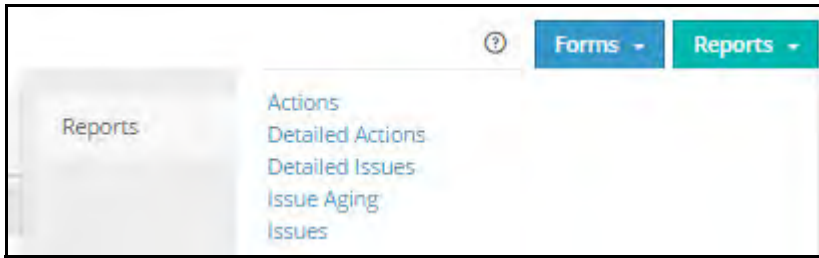 Forms
Reports
Reports
Actions
Detailed Actions
Detailed Issues
Issue Aging
Issues